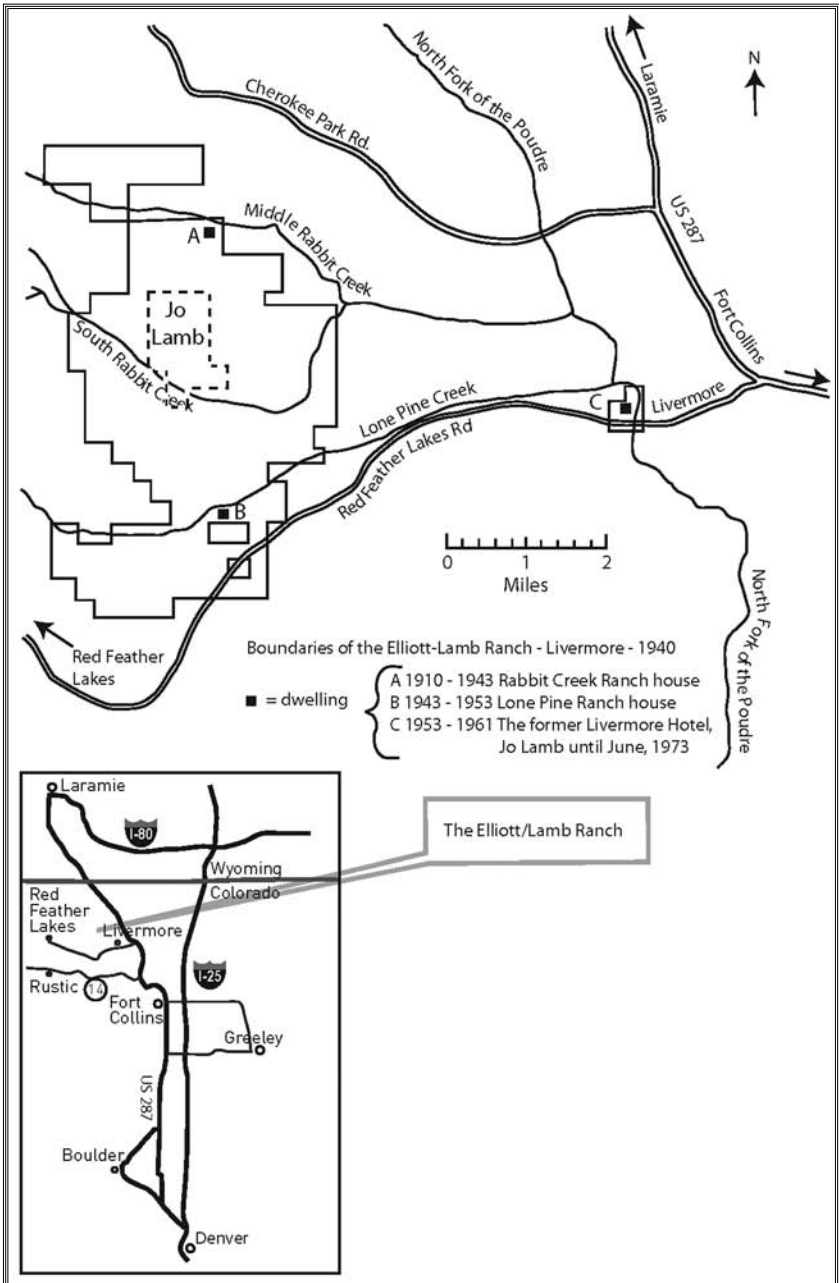 North Fork of the Poudre
Cherokee Park Rd.
Laramie
N
US 287
Fort Collins
A
Middle Rabbit Creek
Jo
Lamb
South Rabbit Creek
Lone Pine Creek
C
Livermore
Red Feather Lakes Rd
B
0 1 2
Miles
North Fork of the Poudre
Red Feather
Lakes
Boundaries of the Elliott-Lamb Ranch - Livermore - 1940
■ = dwelling
A 1910 - 1943 Rabbit Creek Ranch house
B 1943 - 1953 Lone Pine Ranch house
C 1953 - 1961 The former Livermore Hotel,
Jo Lamb until June, 1973
Laramie
I-80
The Elliott/Lamb Ranch
Wyoming
Colorado
Red
Feather
Lakes
Livermore
I-25
Rustic
14
Fort
Collins
Greeley
US 287
Boulder
Denver